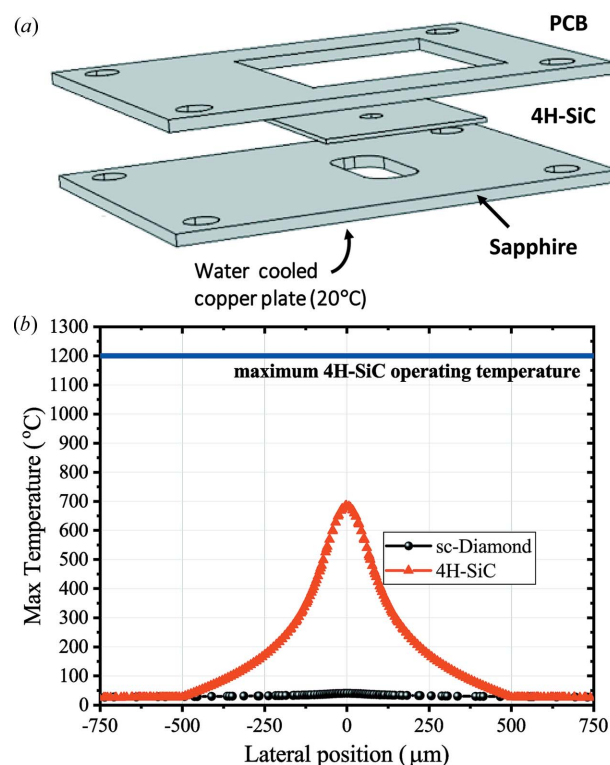 (a)
PCB
4H-SiC
Sapphire
Water cooled
copper plate (20°C)
(b)
1300
1200
1100
1000
900
800
700
600
500
400
300
200
100
0
maximum 4H-SiC operating temperature
sc-Diamond
4H-SiC
Max Temperature (°C)
-750
-500
-250
0
250
500
750
Lateral position (μm)